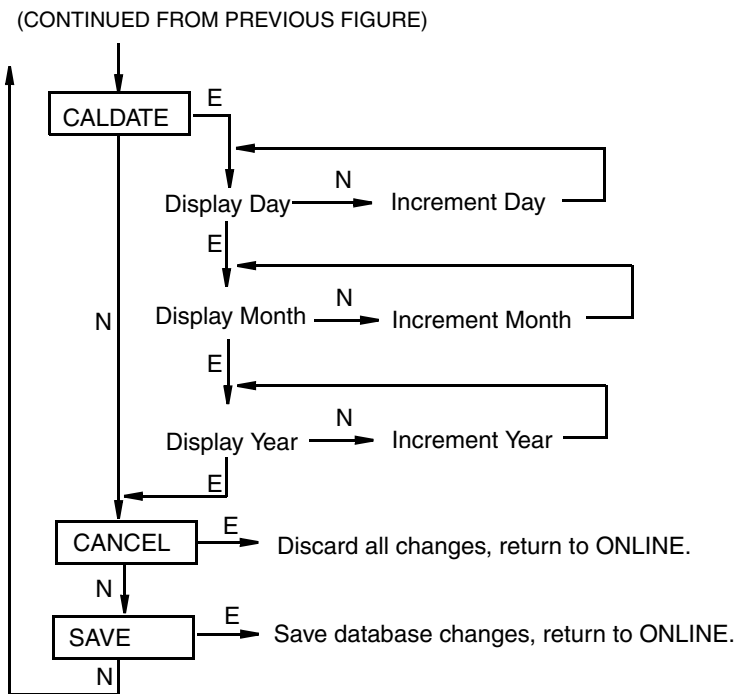 (CONTINUED FROM PREVIOUS FIGURE)
E
CALDATE
N
Display Day
Increment Day
E
N
Display Month
Increment Month
N
E
N
Display Year
Increment Year
E
E
CANCEL
Discard all changes, return to ONLINE.
N
E
SAVE
Save database changes, return to ONLINE.
N